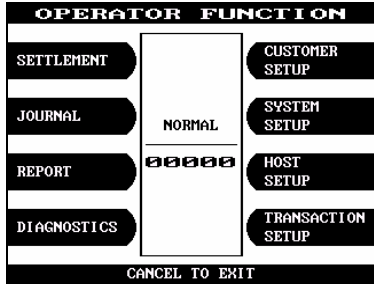 OPERATOR FUNCTION
SETTLEMENT
JOURNAL
REPORT
DIAGNOSTICS
NORMAL
00000
CUSTOMER
SETUP
SYSTEM
SETUP
HOST
SETUP
TRANSACTION
SETUP
CANCEL TO EXIT